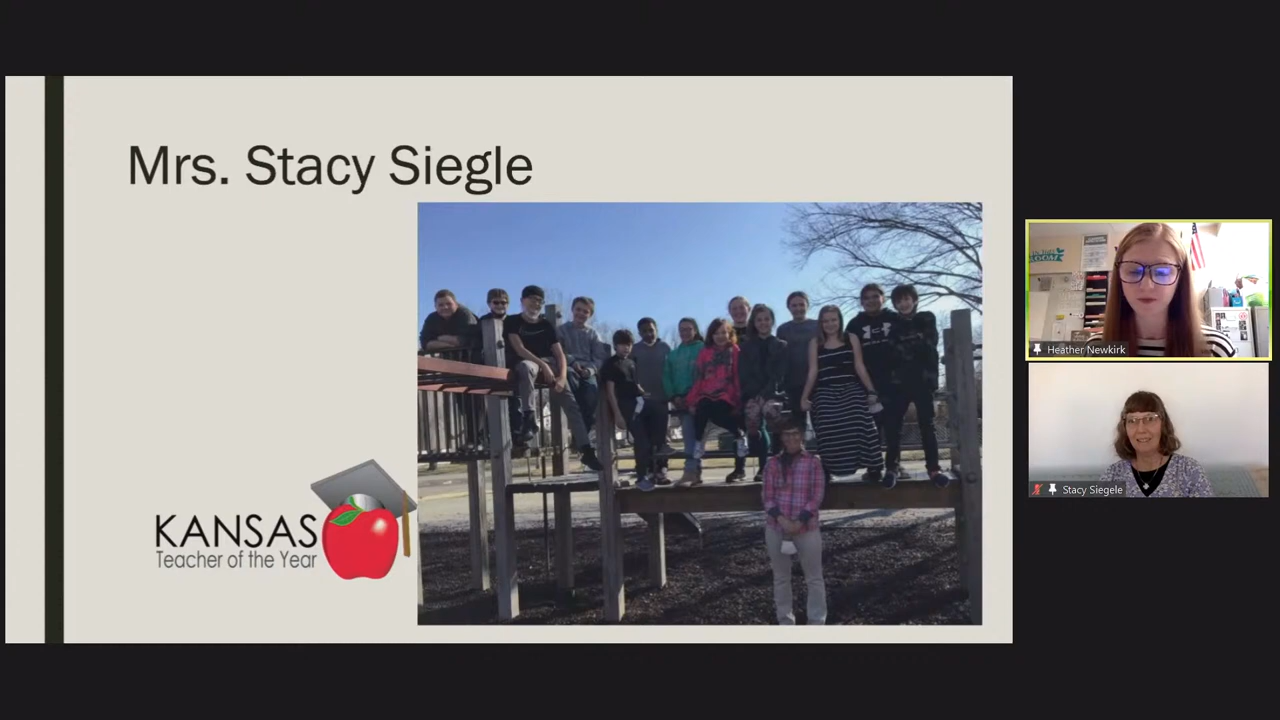 Mrs. Stacy Siegle
KANSAS
Teacher of the Year
Heather Newkirk
Stacy Siegele